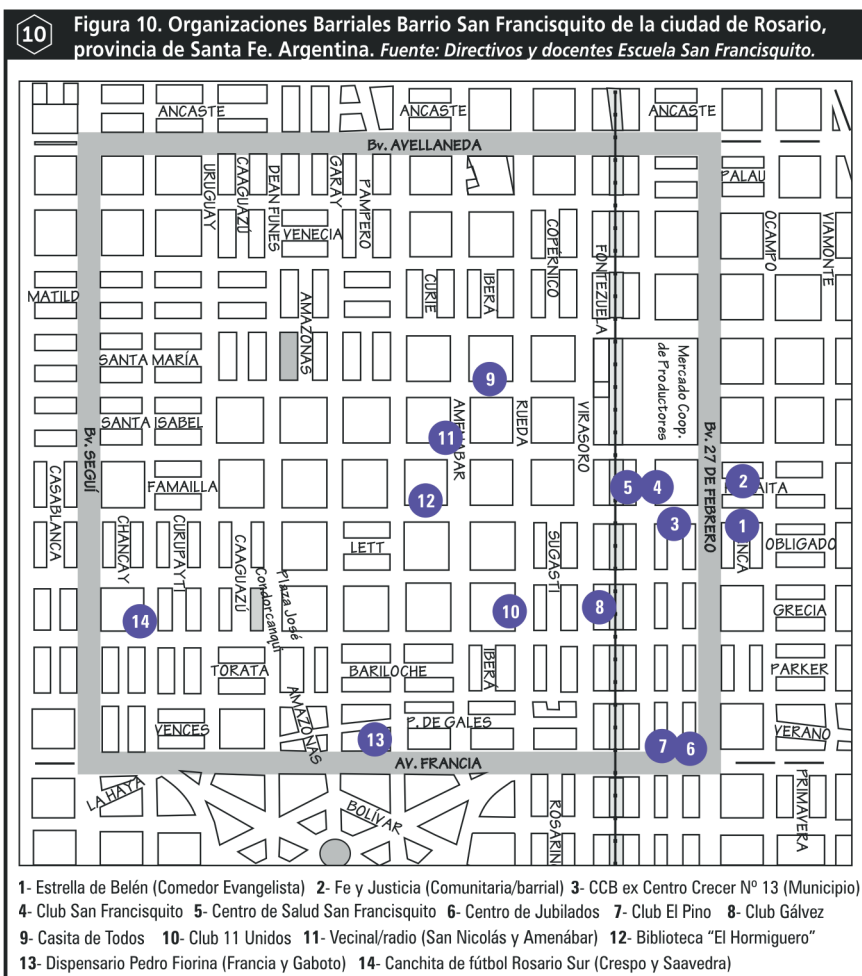 10
Figura 10. Organizaciones Barriales Barrio San Francisquito de la ciudad de Rosario,
provincia de Santa Fe. Argentina. Fuente: Directivos y docentes Escuela San Francisquito.
ANCASTE
ANCASTE
ANCASTE
Bv. AVELLANEDA
URUGUAY
CAAGUAZÚ
DEAN FUNES
GARAY
PAMPERO
PALAU
VENECIA
COPÉRNICO
FONTEZUELA
OCAMPO
VIAMONTE
MATILD
AMAZONAS
CURIE
IBERA
SANTA MARÍA
Mercado Coop.
de Productores
9
SANTA ISABEL
AMENABAR
RUEDA
VIRASORO
11
Bv. SEGUÍ
Bv. 27 DE FEBRERO
CASABLANCA
FAMAILLA
12
5
4
2
AITA
3
1
CHANCAY
CURUPAYTI
CAAGUAZÚ
LETT
SUGASTI
INCA
OBLIGADO
Condorcanqui
Plaza José
14
10
8
GRECIA
TORATA
BARILOCHE
IBERA
PARKER
AMAZONAS
VENCES
P. DE GALES
13
7
6
VERANO
AV. FRANCIA
LA HAYA
BOLÍVAR
ROSARIN
PRIMAVERA
1- Estrella de Belén (Comedor Evangelista) 2- Fe y Justicia (Comunitaria/barrial) 3- CCB ex Centro Crecer Nº 13 (Municipio)
4- Club San Francisquito 5- Centro de Salud San Francisquito 6- Centro de Jubilados 7- Club El Pino 8- Club Gálvez
9- Casita de Todos 10- Club 11 Unidos 11- Vecinal/radio (San Nicolás y Amenábar) 12- Biblioteca "El Hormiguero"
13- Dispensario Pedro Fiorina (Francia y Gaboto) 14- Canchita de fútbol Rosario Sur (Crespo y Saavedra)